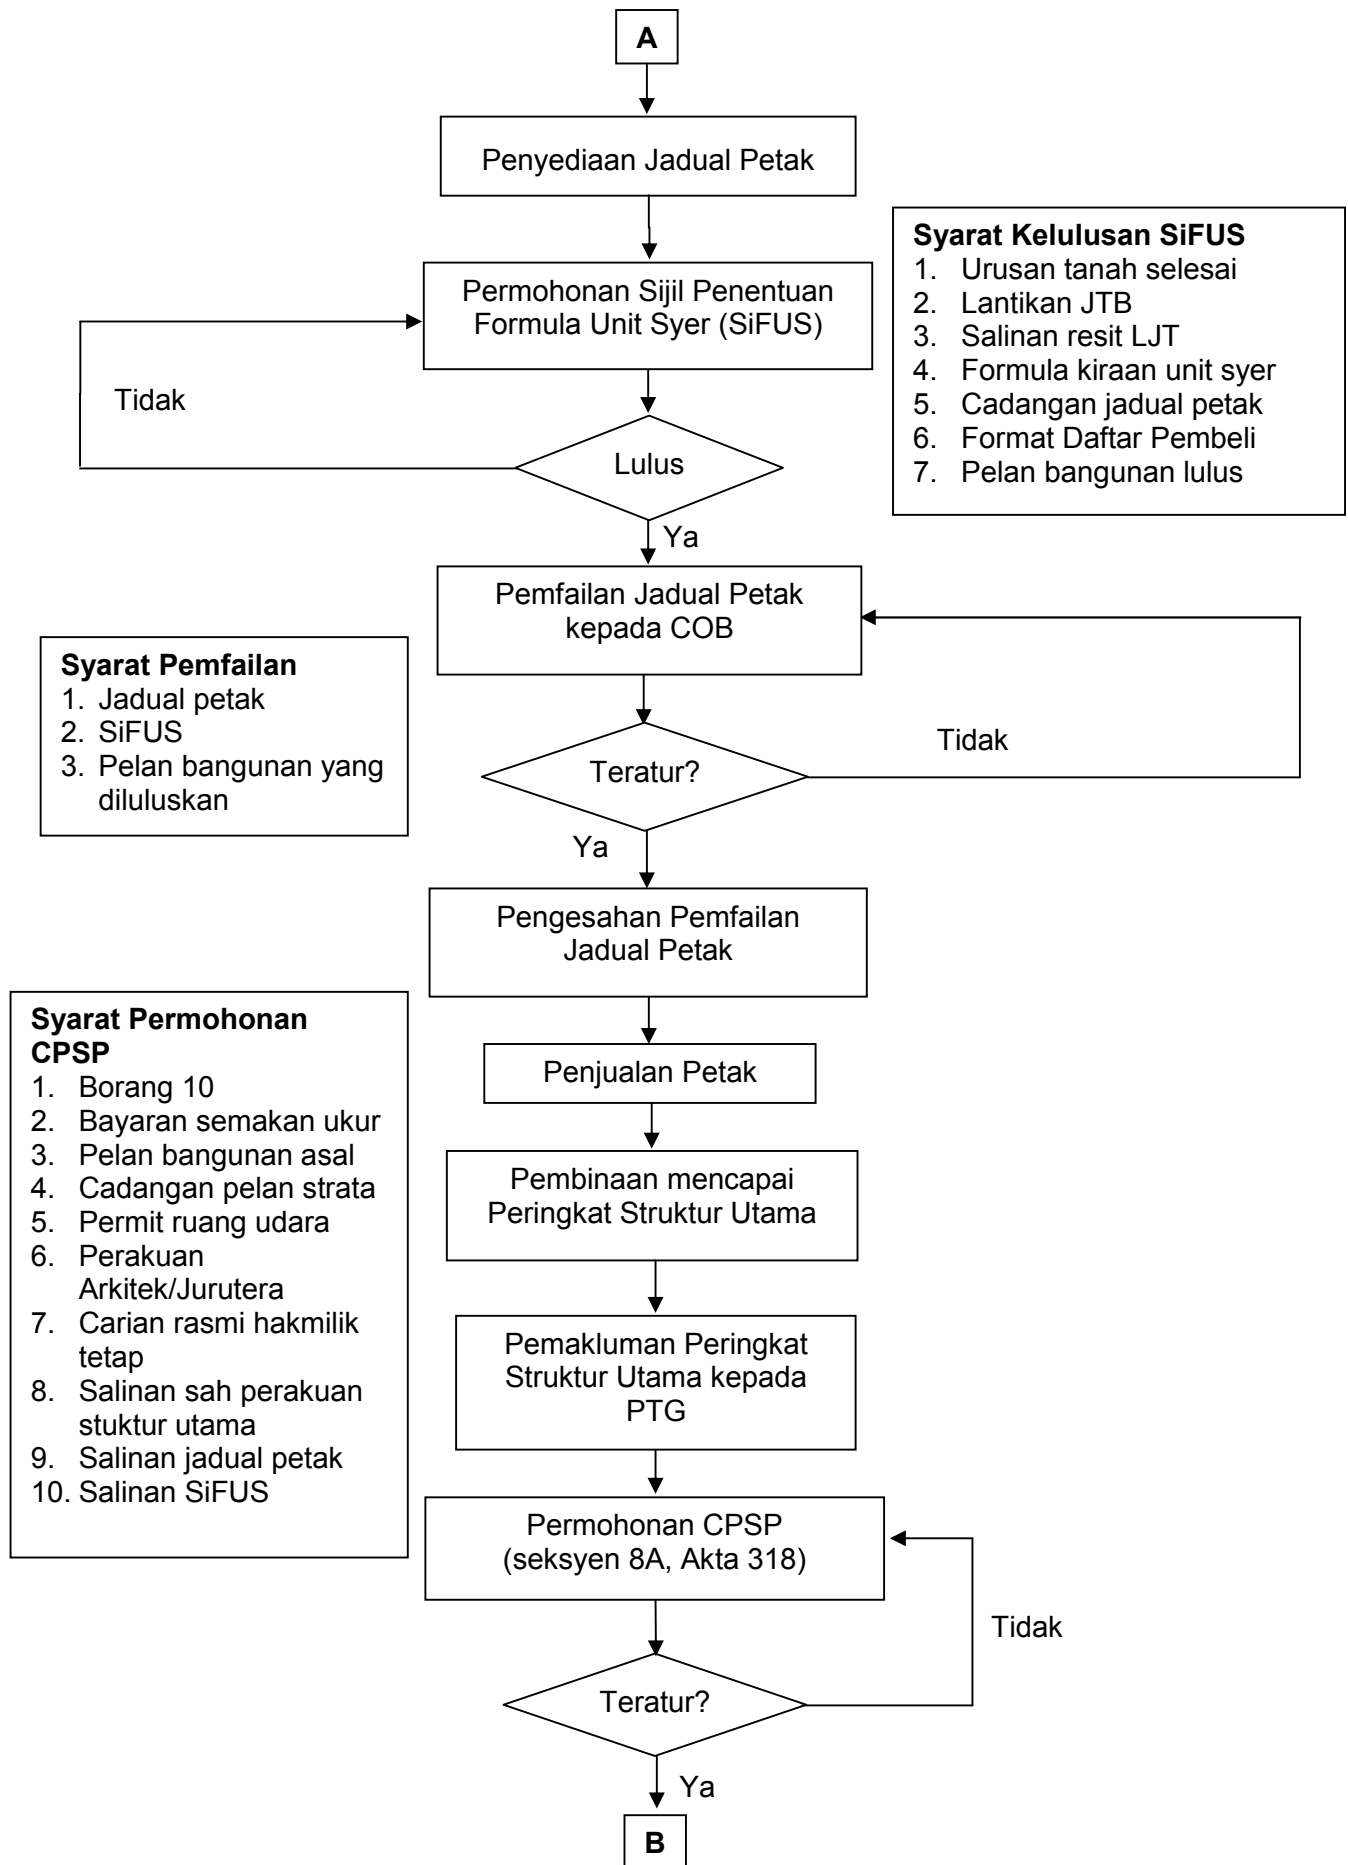 A
Penyediaan Jadual Petak
Permohonan Sijil Penentuan
Formula Unit Syer (SiFUS)
Syarat Kelulusan SiFUS
1. Urusan tanah selesai
2. Lantikan JTB
3. Salinan resit LJT
4. Formula kiraan unit syer
5. Cadangan jadual petak
6. Format Daftar Pembeli
7. Pelan bangunan lulus
Tidak
Lulus
Ya
Pemfailan Jadual Petak
kepada COB
Syarat Pemfailan
1. Jadual petak
2. SiFUS
3. Pelan bangunan yang
diluluskan
Tidak
Teratur?
Ya
Pengesahan Pemfailan
Jadual Petak
Syarat Permohonan
CPSP
1. Borang 10
2. Bayaran semakan ukur
3. Pelan bangunan asal
4. Cadangan pelan strata
5. Permit ruang udara
6. Perakuan
Arkitek/Jurutera
7. Carian rasmi hakmilik
tetap
8. Salinan sah perakuan
stuktur utama
9. Salinan jadual petak
10. Salinan SiFUS
Penjualan Petak
Pembinaan mencapai
Peringkat Struktur Utama
Pemakluman Peringkat
Struktur Utama kepada
PTG
Permohonan CPSP
(seksyen 8A, Akta 318)
Tidak
Teratur?
Ya
B